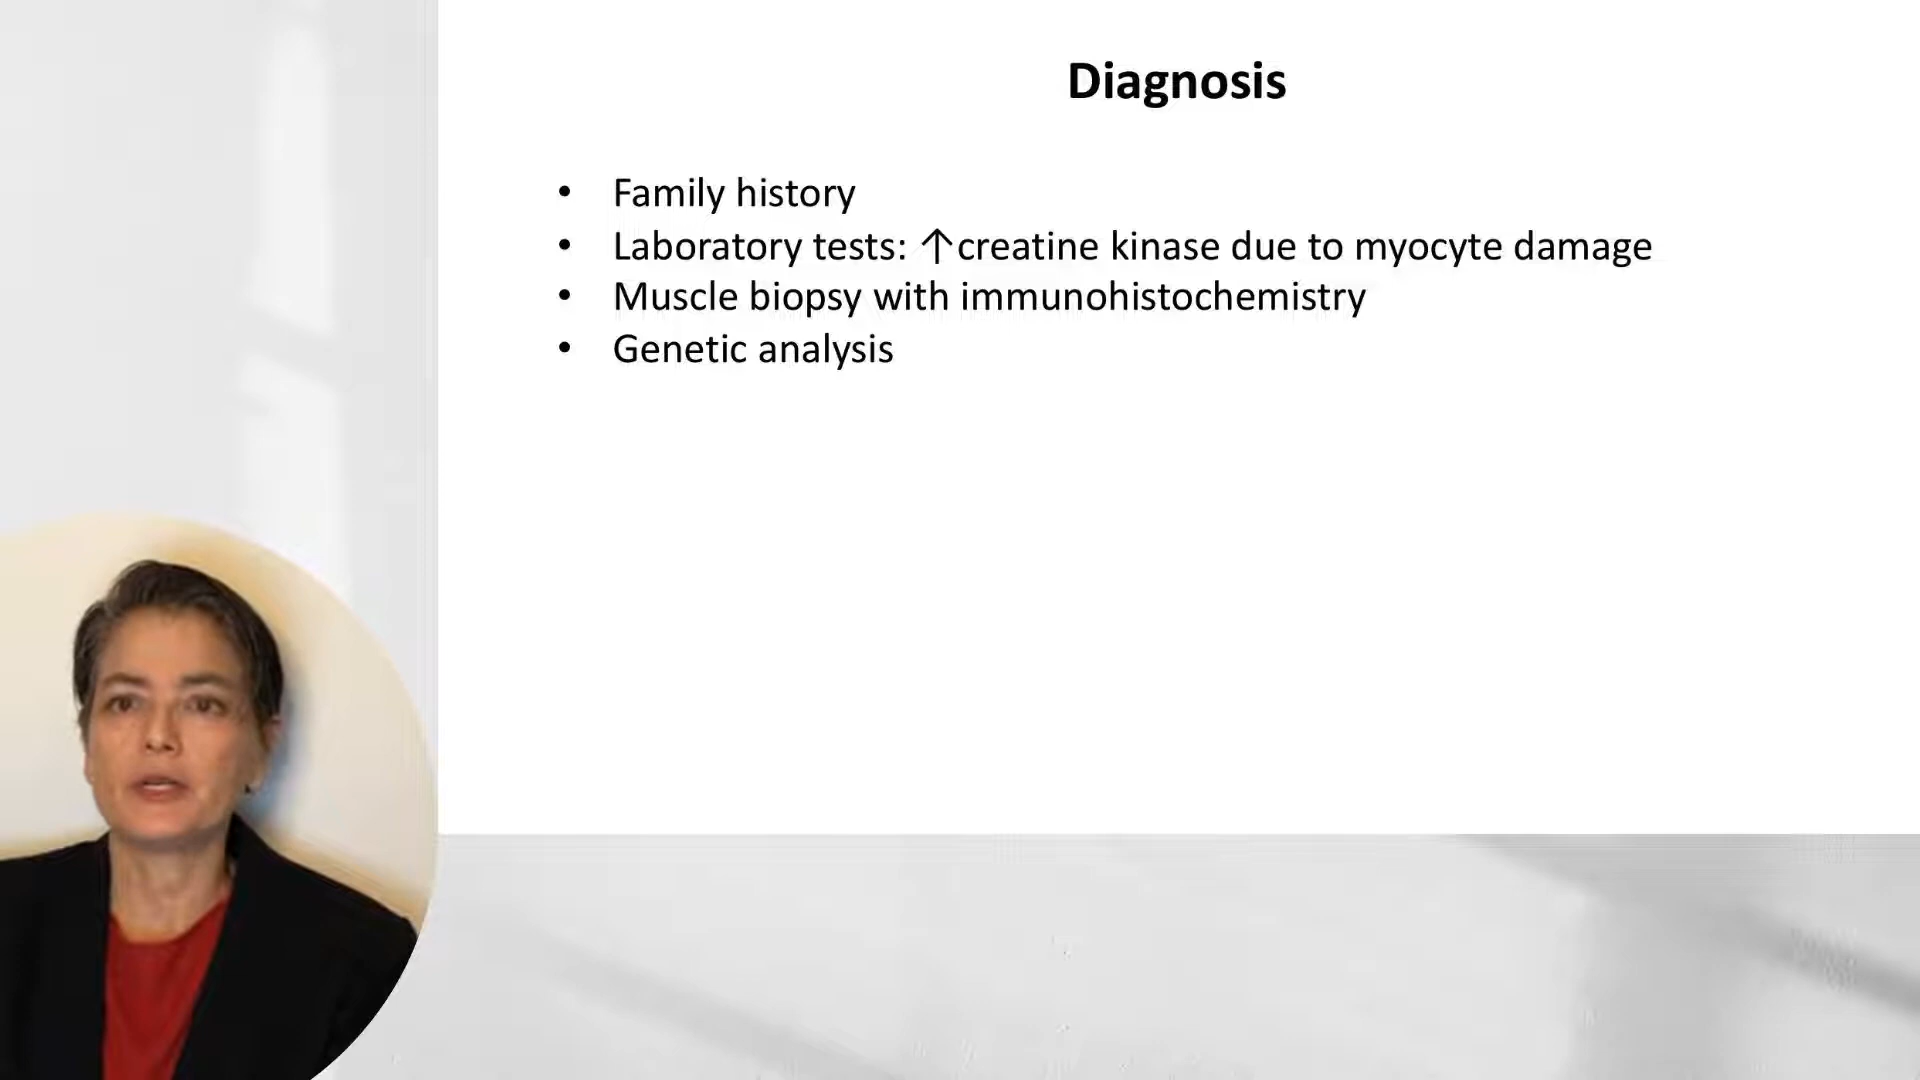 Diagnosis
• Family history
• Laboratory tests: ↑creatine kinase due to myocyte damage
• Muscle biopsy with immunohistochemistry
• Genetic analysis